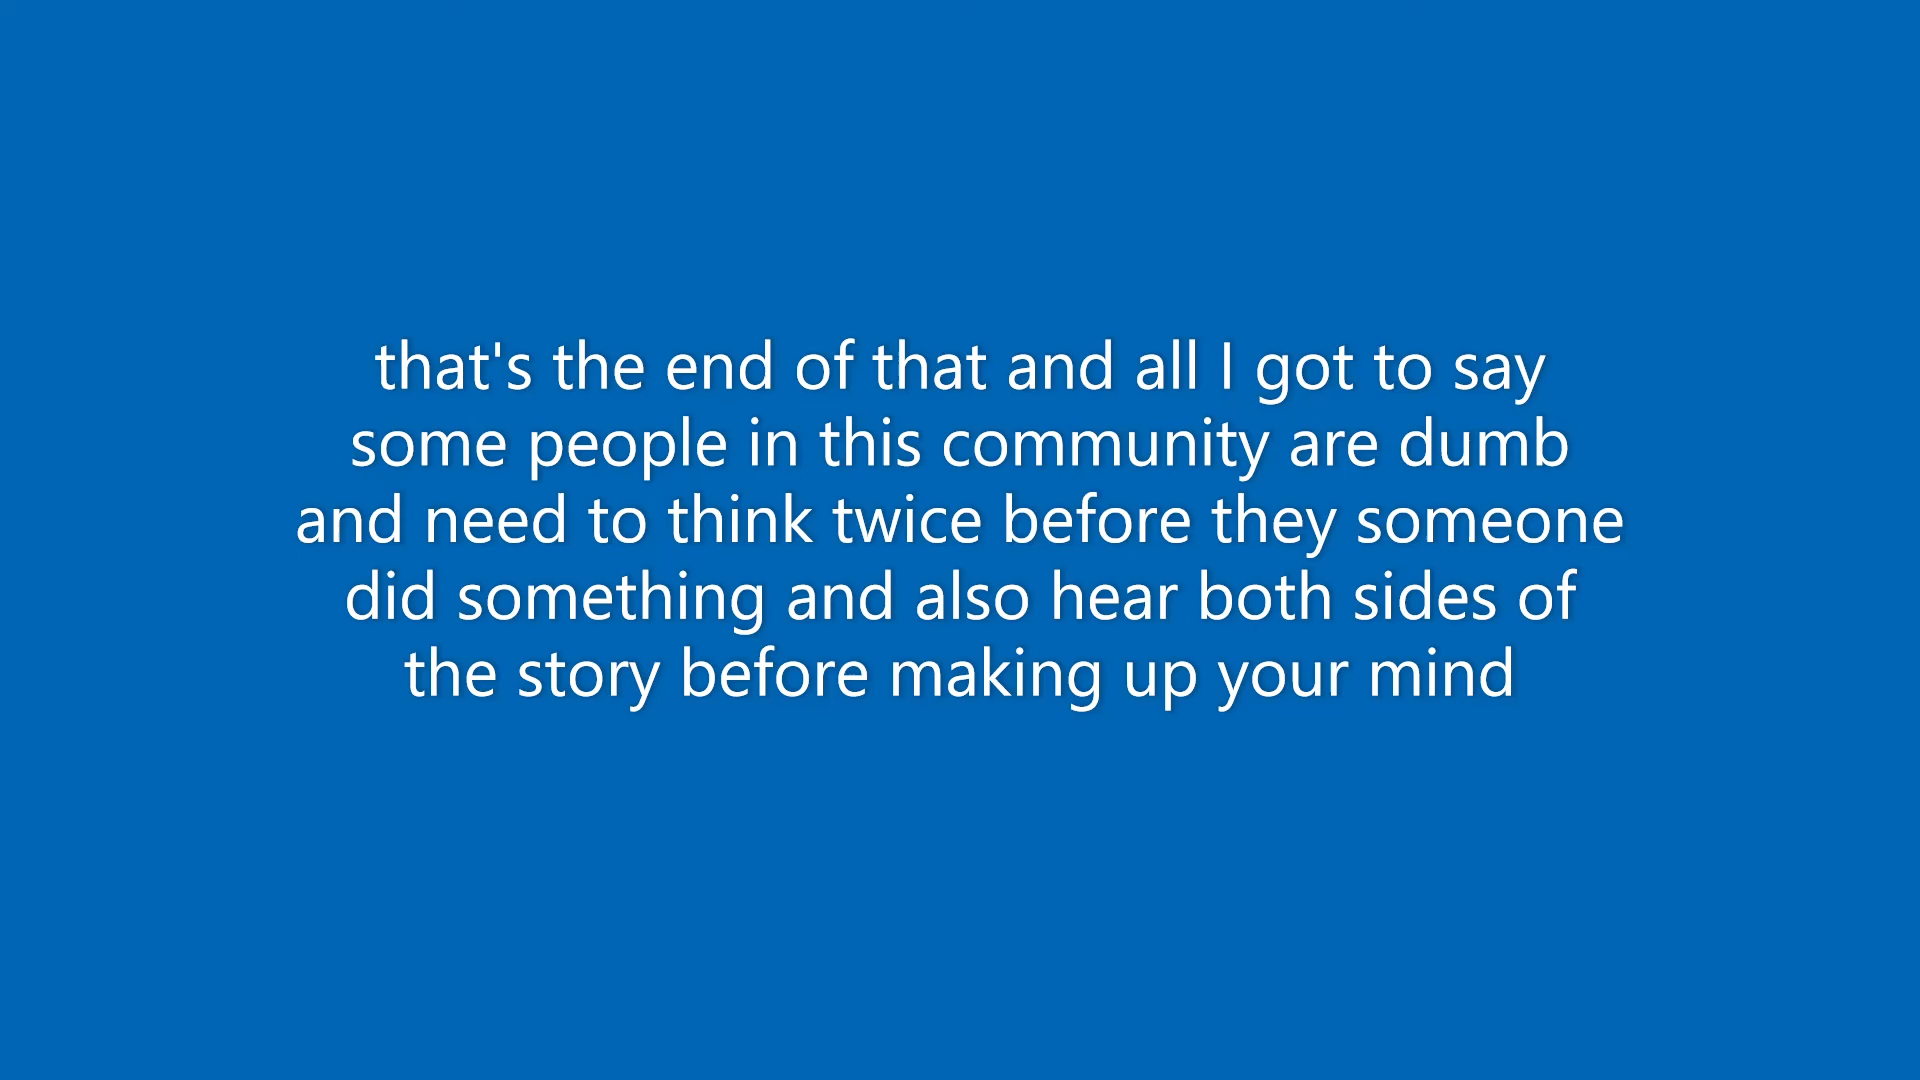 that's the end of that and all I got to say
some people in this community are dumb
and need to think twice before they someone
did something and also hear both sides of
the story before making up your mind